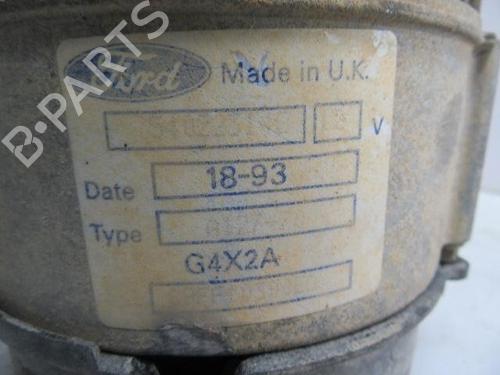 B-PARTS
Ford Made in U.K.
V
Date 18-93
Type
G4X2A